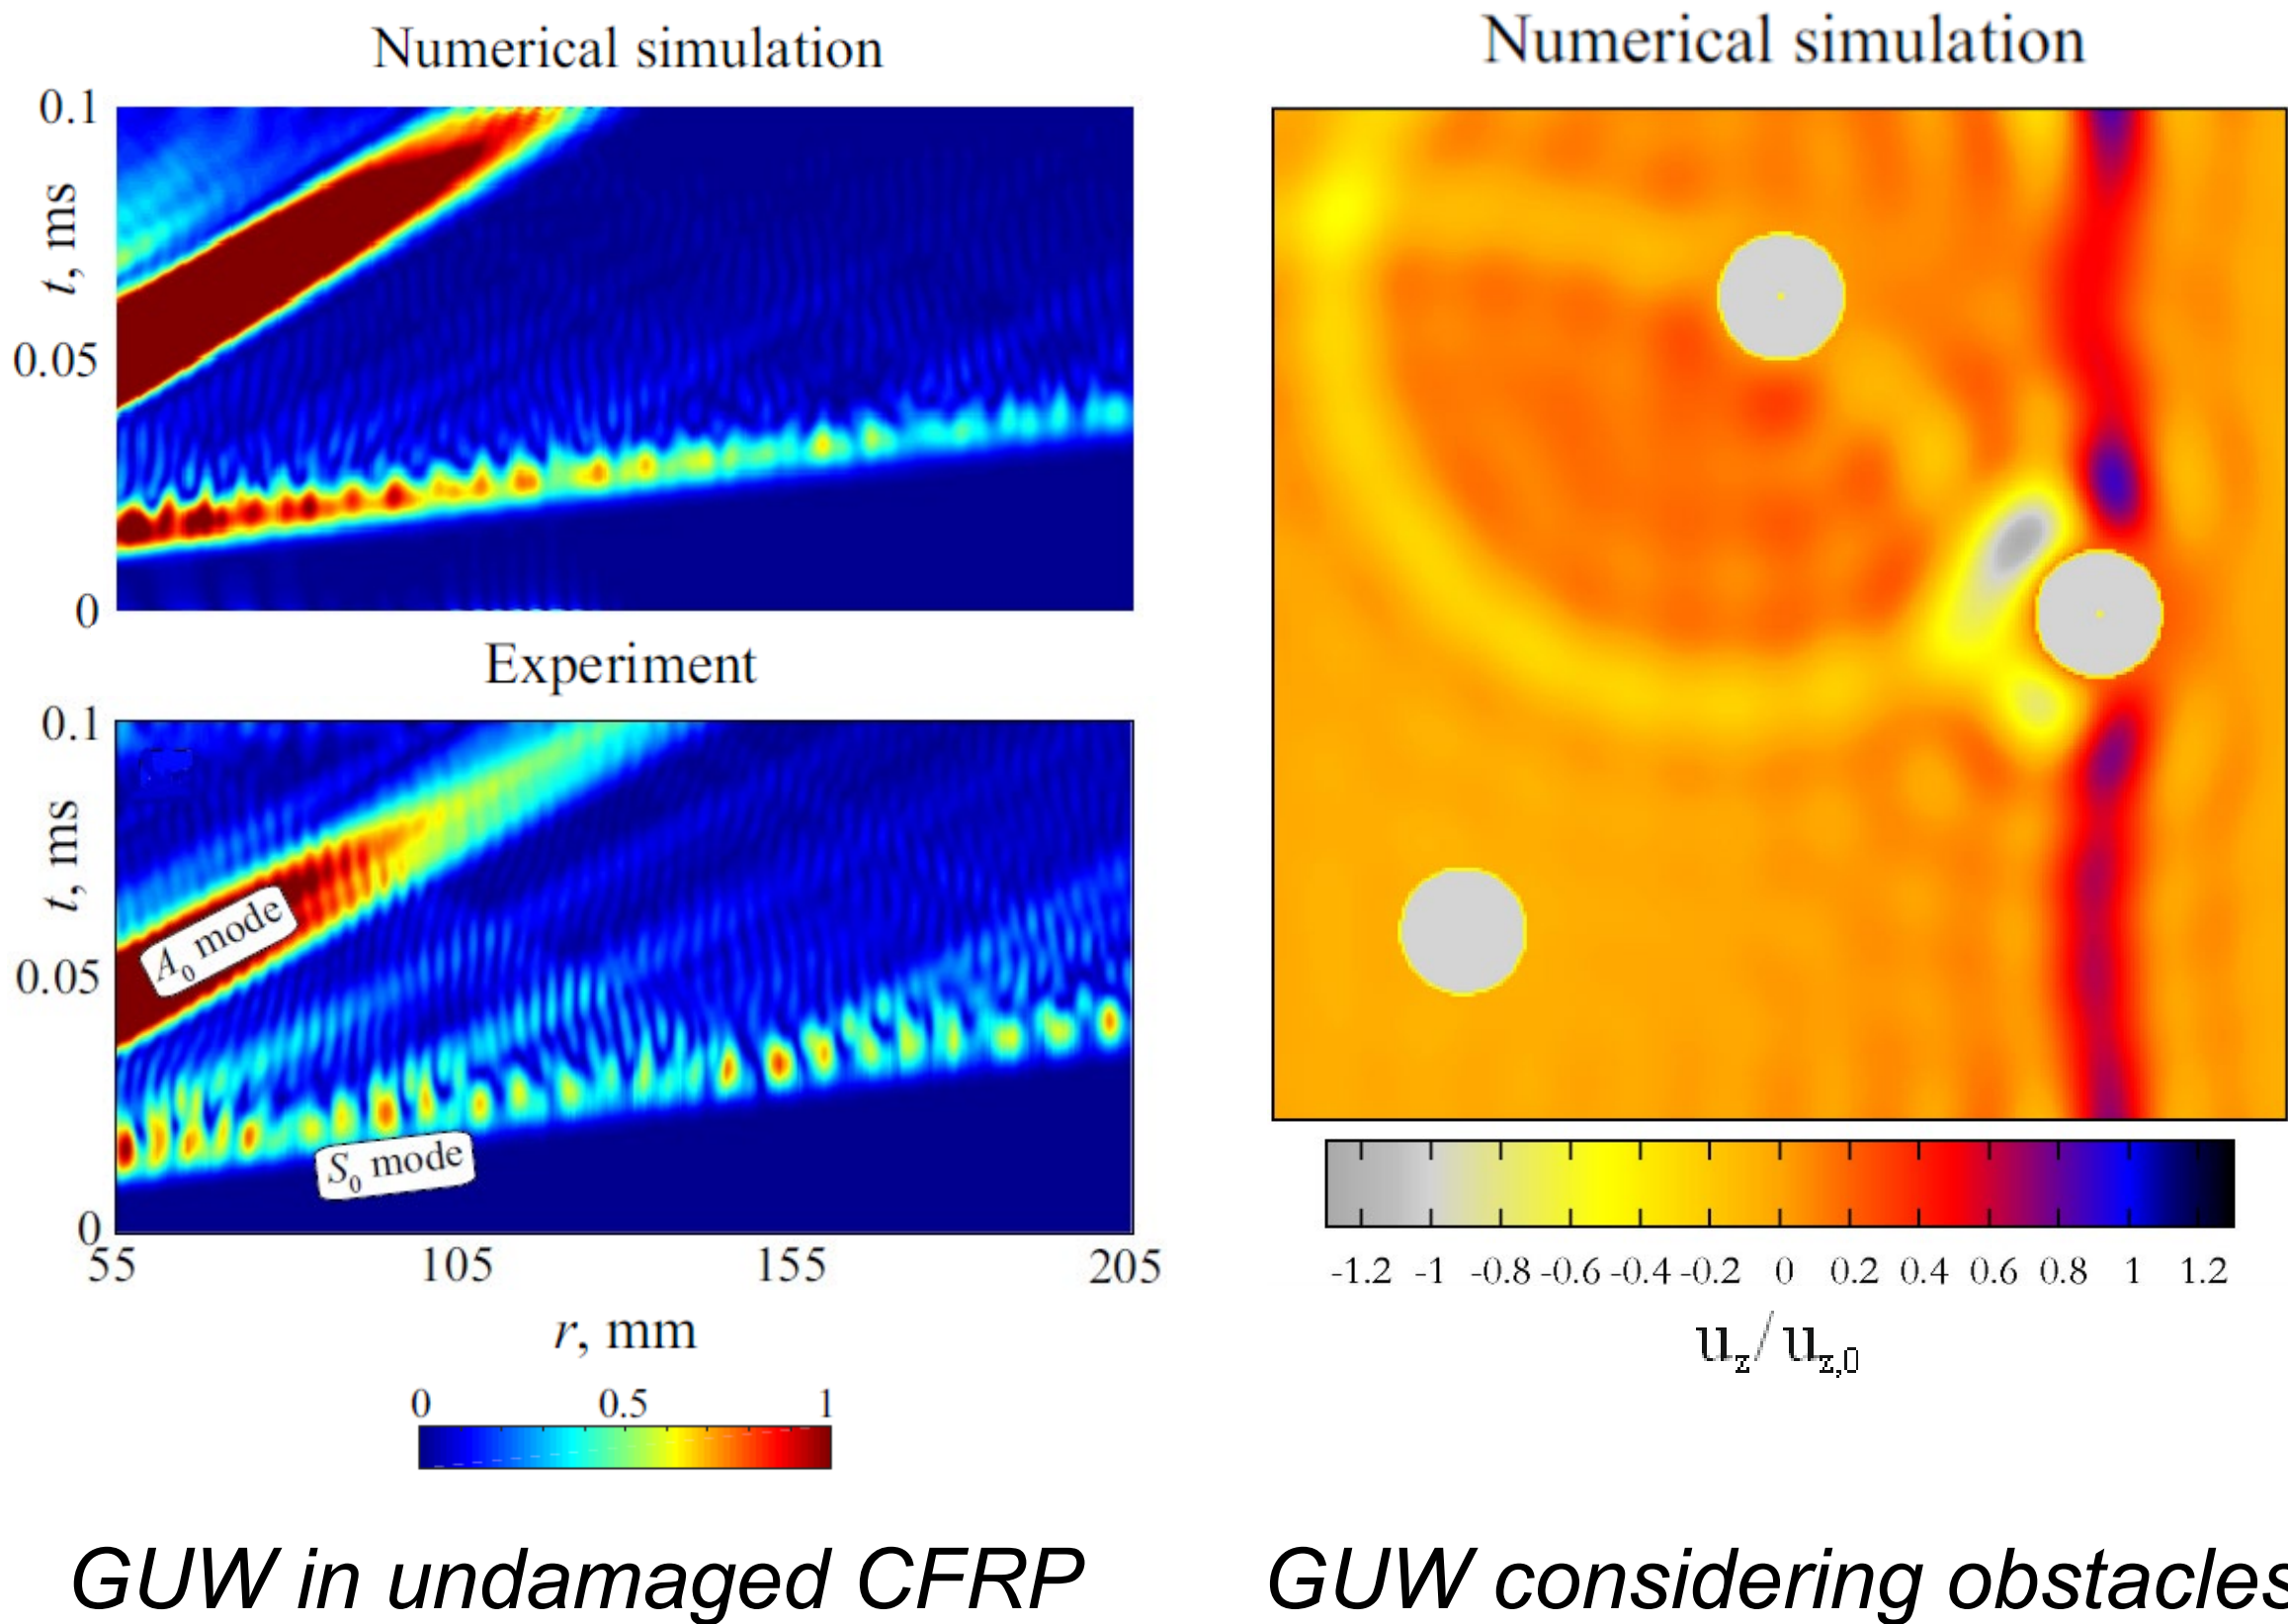 Numerical simulation
0.1
t, ms
0.05
0
Experiment
0.1
t, ms
A0 mode
0.05
S0 mode
0
55 105 155 205
r, mm
0 0.5 1
GUW in undamaged CFRP
Numerical simulation
-1.2 -1 -0.8 -0.6 -0.4 -0.2 0 0.2 0.4 0.6 0.8 1 1.2
uz/uz,0
GUW considering obstacles